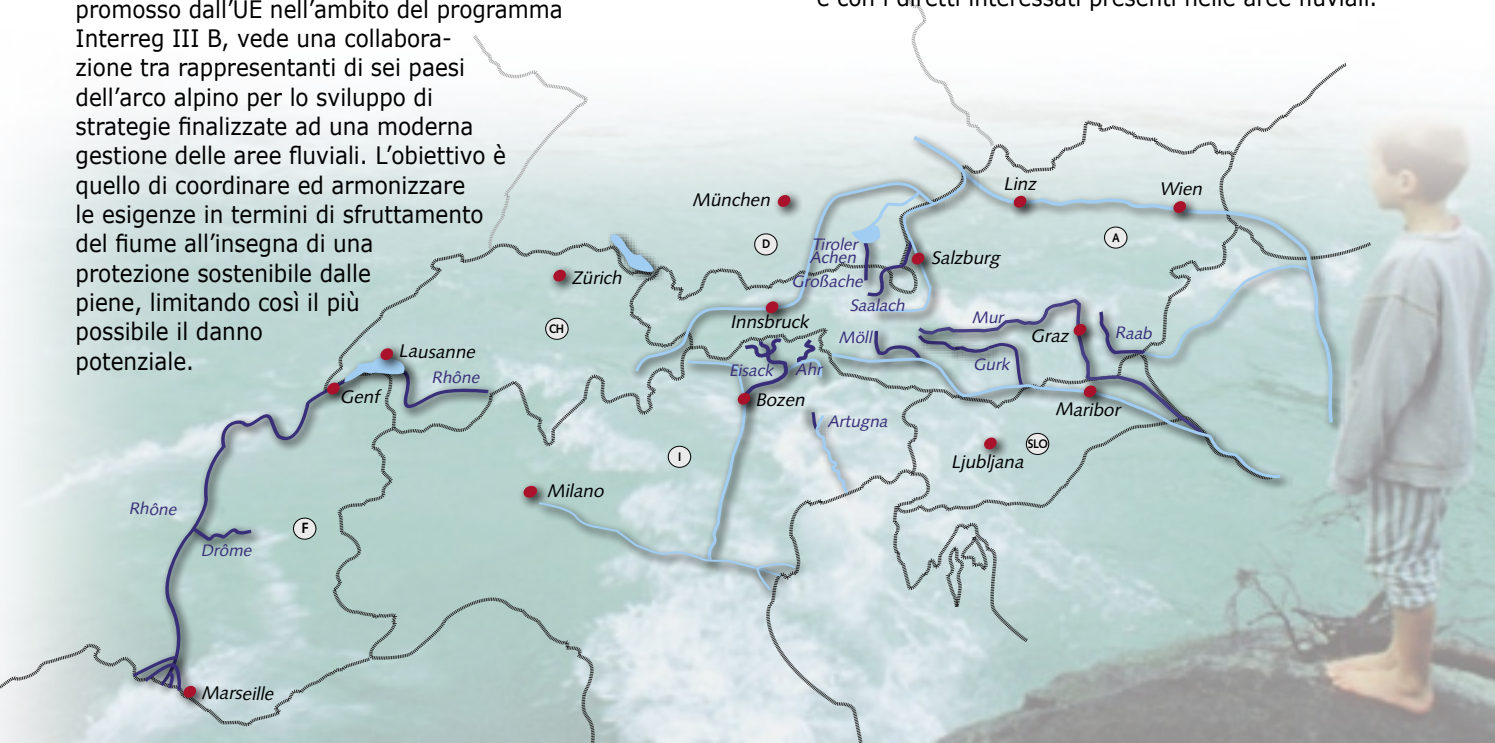 promosso dall'UE nell'ambito del programma
Interreg III B, vede una collabora-
zione tra rappresentanti di sei paesi
dell'arco alpino per lo sviluppo di
strategie finalizzate ad una moderna
gestione delle aree fluviali. L'obiettivo è
quello di coordinare ed armonizzare
le esigenze in termini di sfruttamento
del fiume all'insegna di una
protezione sostenibile dalle
piene, limitando così il più
possibile il danno
potenziale.
e con i diretti interessati presenti nelle aree fluviali.
München
D
Linz
Wien
A
Tiroler
Achen
Großache
Salzburg
Saalach
Zürich
CH
Innsbruck
Mur
Möll
Graz
Raab
Gurk
Lausanne
Rhône
Genf
Eisack
Ahr
Bozen
Maribor
Artugna
Ljubljana
SLO
I
Milano
Rhône
F
Drôme
Marseille